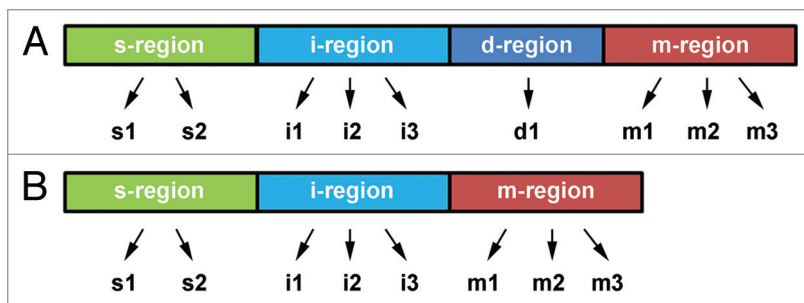 A
s-region i-region d-region m-region
s1 s2 i1 i2 i3 d1 m1 m2 m3
B
s-region i-region m-region
s1 s2 i1 i2 i3 m1 m2 m3